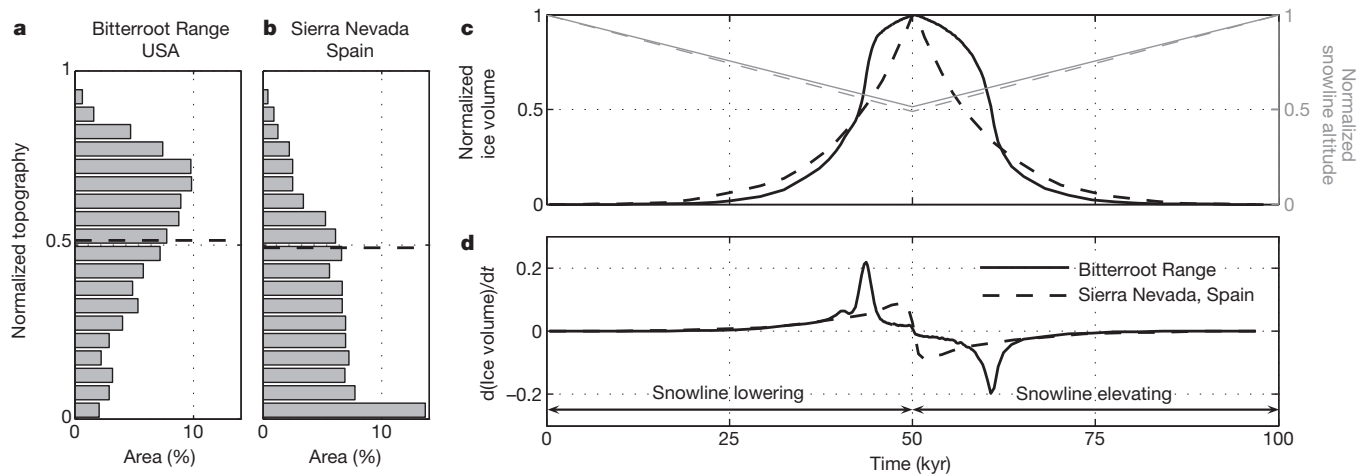 a
Bitterroot Range
USA
1
0.5
0
Normalized topography
0
10
Area (%)
b
Sierra Nevada
Spain
0
10
Area (%)
c
1
0.5
0
Normalized
ice volume
1
0.5
0
Normalized
snowline altitude
d
0.2
0
−0.2
d(Ice volume)/dt
Bitterroot Range
Sierra Nevada, Spain
Snowline lowering
Snowline elevating
0
25
50
75
100
Time (kyr)